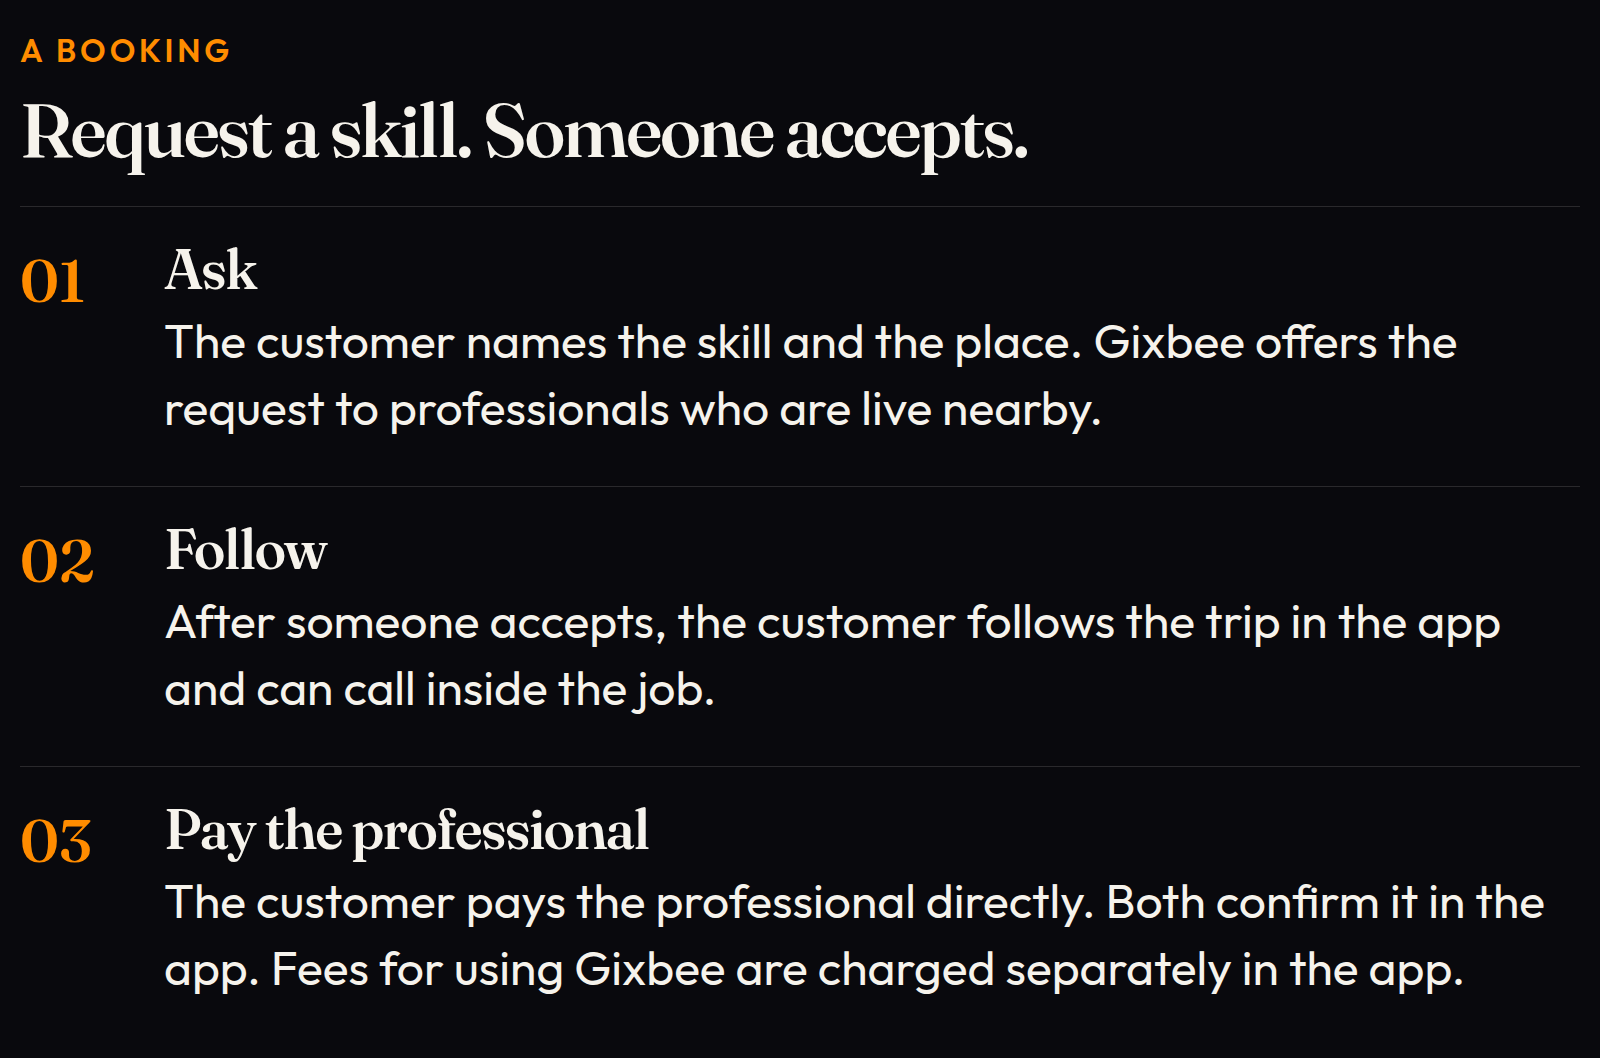 A BOOKING
Request a skill. Someone accepts.
01
Ask
The customer names the skill and the place. Gixbee offers the
request to professionals who are live nearby.
02
Follow
After someone accepts, the customer follows the trip in the app
and can call inside the job.
03
Pay the professional
The customer pays the professional directly. Both confirm it in the
app. Fees for using Gixbee are charged separately in the app.